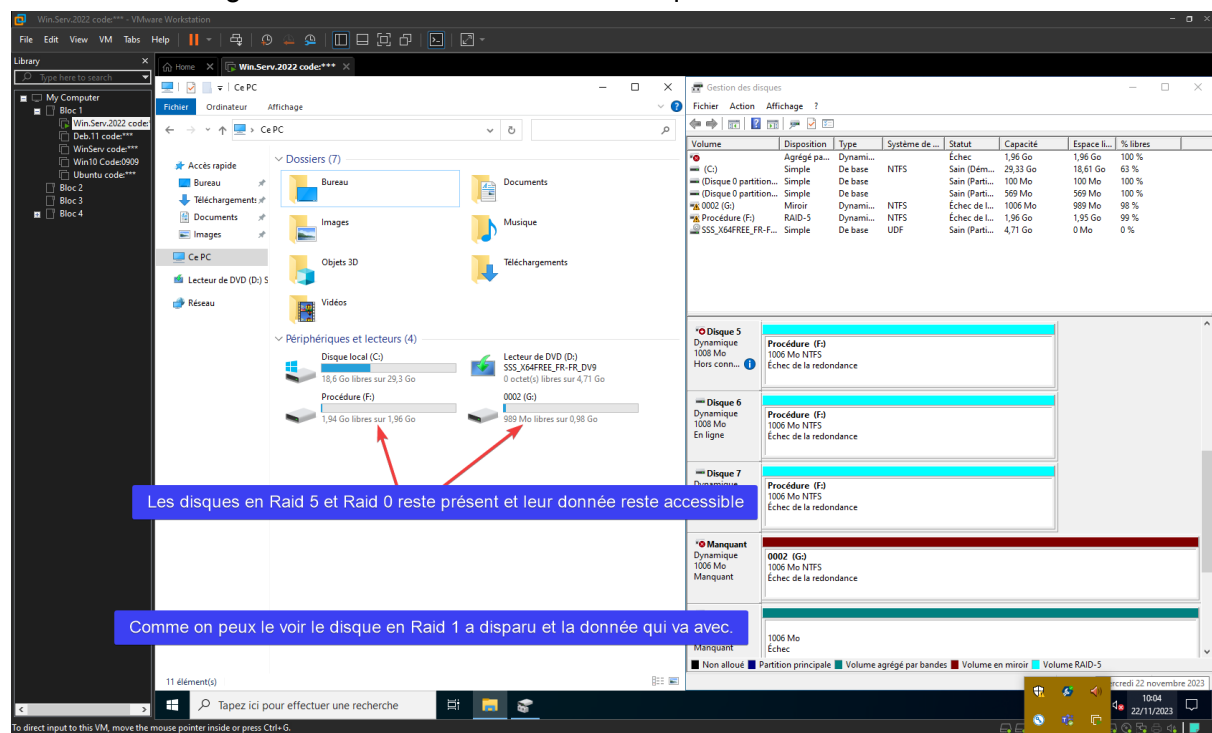 Win.Serv.2022 code:*** - VMware Workstation
File Edit View VM Tabs Help
Library
Home
Win.Serv.2022 code:***
Type here to search
My Computer
Bloc 1
Win.Serv.2022 code:
Deb.11 code:***
WinServ code:***
Win10 Code:0909
Ubuntu code:***
Bloc 2
Bloc 3
Bloc 4
Ce PC
Fichier Ordinateur Affichage
Ce PC
Accès rapide
Bureau
Téléchargements
Documents
Images
Ce PC
Lecteur de DVD (D:) S
Réseau
Dossiers (7)
Bureau
Documents
Images
Musique
Objets 3D
Téléchargements
Vidéos
Périphériques et lecteurs (4)
Disque local (C:)
18,6 Go libres sur 29,3 Go
Lecteur de DVD (D:)
SSS_X64FREE_FR-FR_DV9
0 octet(s) libres sur 4,71 Go
Procédure (F:)
1,94 Go libres sur 1,96 Go
0002 (G:)
989 Mo libres sur 0,98 Go
11 élément(s)
Gestion des disques
Fichier Action Affichage ?
Volume Disposition Type Système de ... Statut Capacité Espace li... % libres
Agrégé pa... Dynami... Échec 1,96 Go 1,96 Go 100 %
(C:) Simple De base NTFS Sain (Dém... 29,33 Go 18,61 Go 63 %
(Disque 0 partition... Simple De base Sain (Parti... 100 Mo 100 Mo 100 %
(Disque 0 partition... Simple De base Sain (Parti... 569 Mo 569 Mo 100 %
0002 (G:) Miroir Dynami... NTFS Échec de l... 1006 Mo 989 Mo 98 %
Procédure (F:) RAID-5 Dynami... NTFS Échec de l... 1,96 Go 1,95 Go 99 %
SSS_X64FREE_FR-F... Simple De base UDF Sain (Parti... 4,71 Go 0 Mo 0 %
Disque 5
Dynamique
1008 Mo
Hors conn...
Procédure (F:)
1006 Mo NTFS
Échec de la redondance
Disque 6
Dynamique
1008 Mo
En ligne
Procédure (F:)
1006 Mo NTFS
Échec de la redondance
Disque 7
Dynamique
Procédure (F:)
1006 Mo NTFS
Échec de la redondance
Manquant
Dynamique
1006 Mo
Manquant
0002 (G:)
1006 Mo NTFS
Échec de la redondance
Manquant
1006 Mo
Échec
Non alloué Partition principale Volume agrégé par bandes Volume en miroir Volume RAID-5
Les disques en Raid 5 et Raid 0 reste présent et leur donnée reste accessible
Comme on peux le voir le disque en Raid 1 a disparu et la donnée qui va avec.
Tapez ici pour effectuer une recherche
credi 22 novembre 2023
10:04
22/11/2023
To direct input to this VM, move the mouse pointer inside or press Ctrl+G.